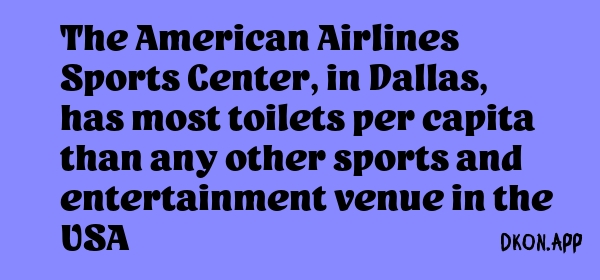 The American Airlines
Sports Center, in Dallas,
has most toilets per capita
than any other sports and
entertainment venue in the
USA
DKON.APP